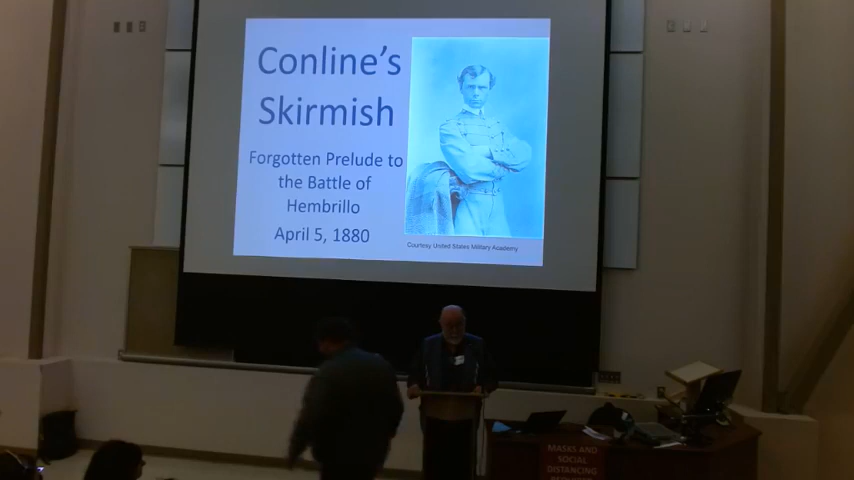 Conline's
Skirmish
Forgotten Prelude to
the Battle of
Hembrillo
April 5, 1880
Courtesy United States Military Academy
MASKS AND
SOCIAL
DISTANCING